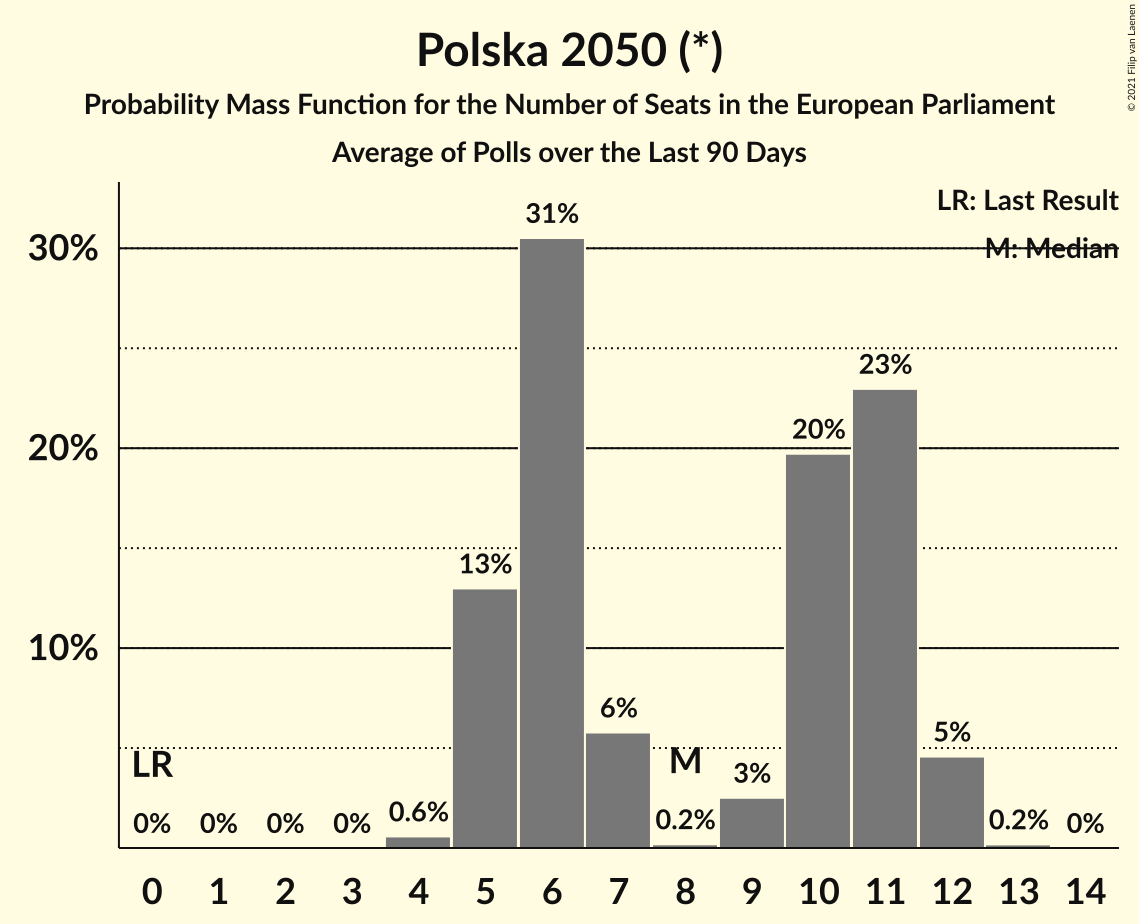 Polska 2050 (*)
Probability Mass Function for the Number of Seats in the European Parliament
Average of Polls over the Last 90 Days
© 2021 Filip van Laenen
LR: Last Result
M: Median
30%
20%
10%
31%
23%
20%
13%
6%
5%
3%
LR
M
0% 0% 0% 0% 0.6% 0.2% 0.2% 0%
0 1 2 3 4 5 6 7 8 9 10 11 12 13 14